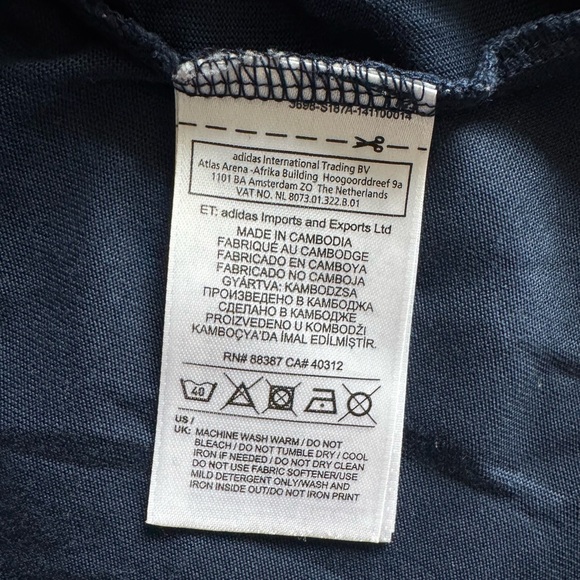 adidas International Trading BV
Atlas Arena -Afrika Building Hoogoorddreef 9a
1101 BA Amsterdam ZO The Netherlands
VAT NO. NL 8073.01.322.B.01
ET: adidas Imports and Exports Ltd
MADE IN CAMBODIA
FABRIQUÉ AU CAMBODGE
FABRICADO EN CAMBOYA
FABRICADO NO CAMBOJA
GYÁRTVA: KAMBODZSA
ПРОИЗВЕДЕНО В КАМБОДЖА
СДЕЛАНО В КАМБОДЖЕ
PROIZVEDENO U KOMBODŽI
KAMBOÇYA'DA İMAL EDİLMİŞTİR.
RN# 88387 CA# 40312
40
US /
UK: MACHINE WASH WARM / DO NOT
BLEACH / DO NOT TUMBLE DRY / COOL
IRON IF NEEDED / DO NOT DRY CLEAN
DO NOT USE FABRIC SOFTENER/USE
MILD DETERGENT ONLY/WASH AND
IRON INSIDE OUT/DO NOT IRON PRINT